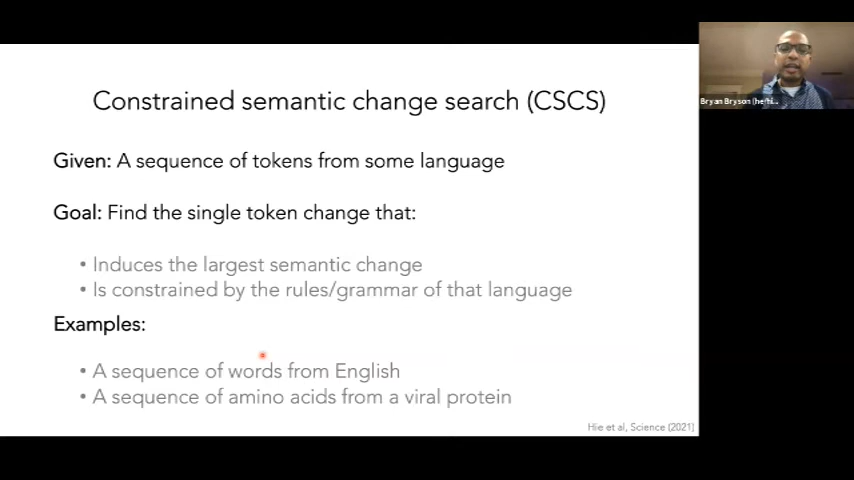 Constrained semantic change search (CSCS)
Bryan Bryson (he/hi...
Given: A sequence of tokens from some language
Goal: Find the single token change that:
• Induces the largest semantic change
• Is constrained by the rules/grammar of that language
Examples:
• A sequence of words from English
• A sequence of amino acids from a viral protein
Hie et al, Science (2021)